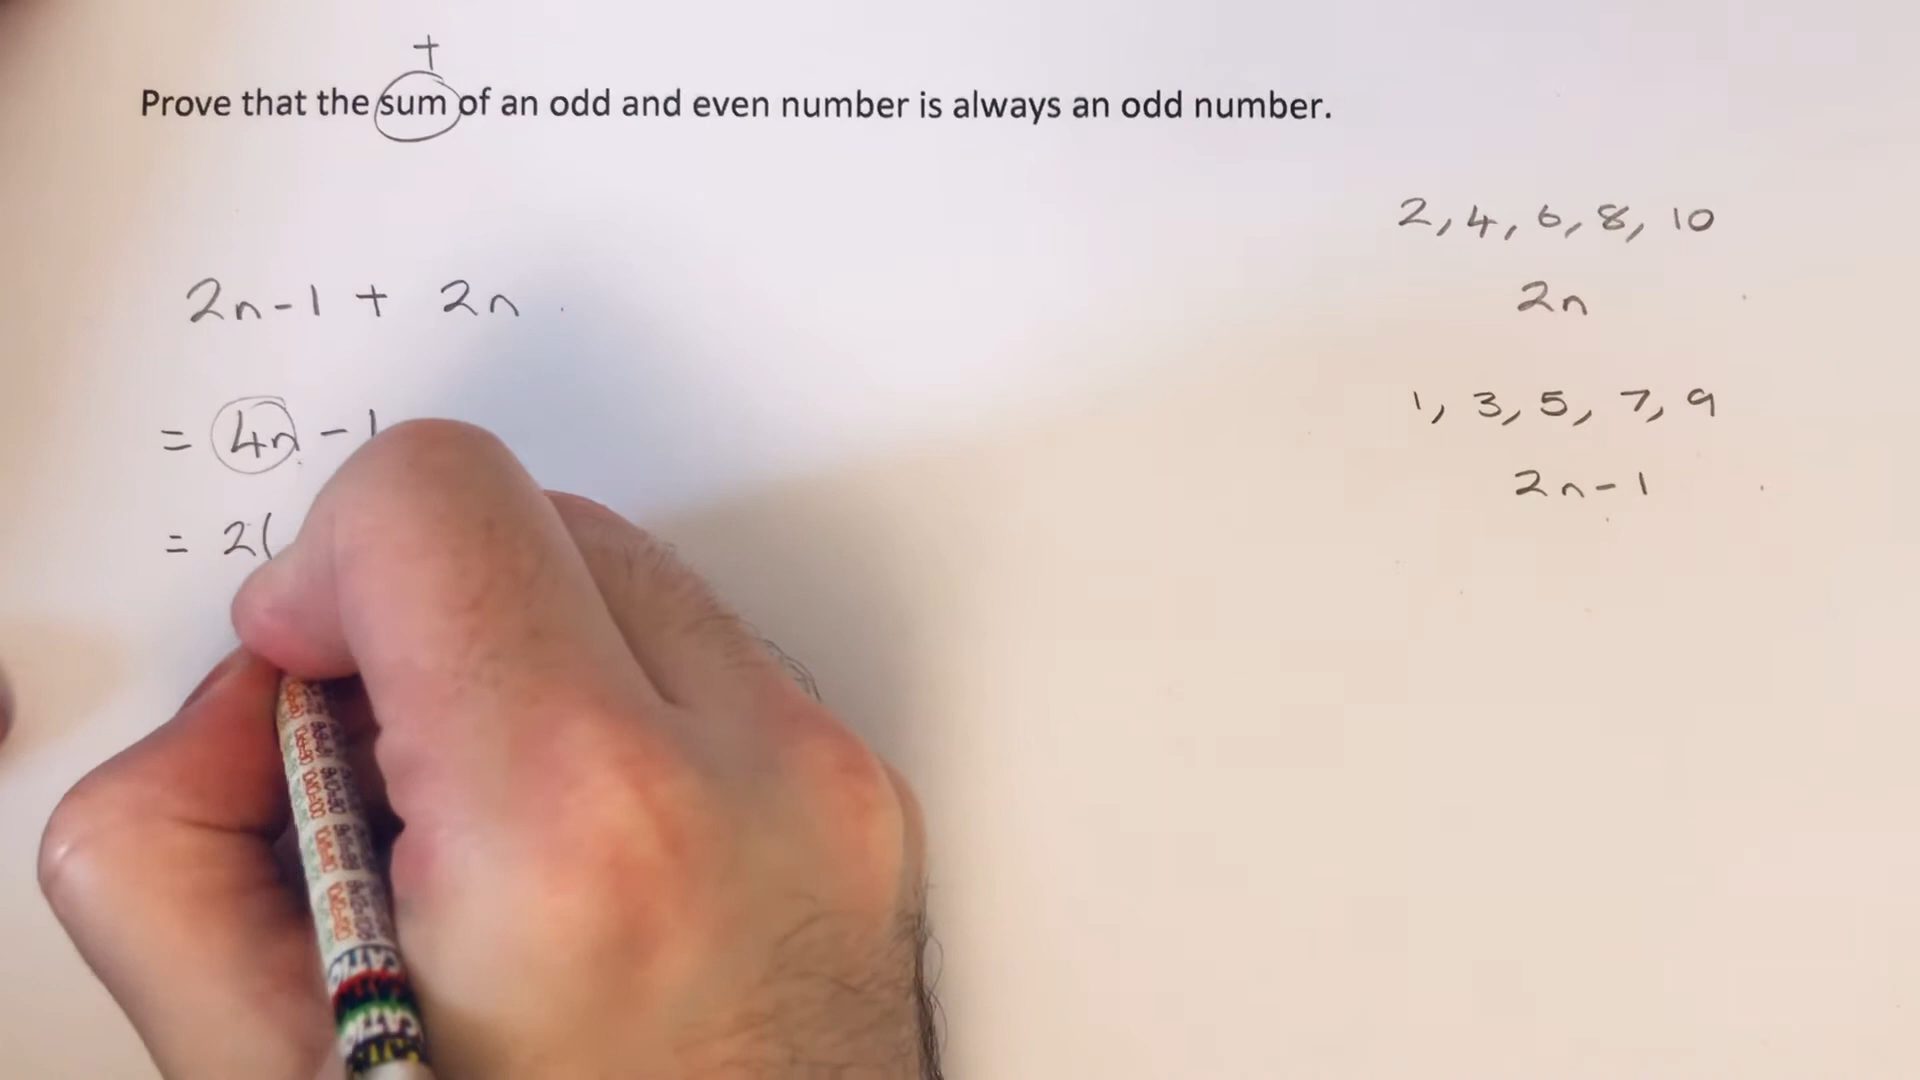 +
Prove that the sum of an odd and even number is always an odd number.
2, 4, 6, 8, 10
2n - 1 + 2n
2n
= 4n - 1
1, 3, 5, 7, 9
2n - 1
= 2(